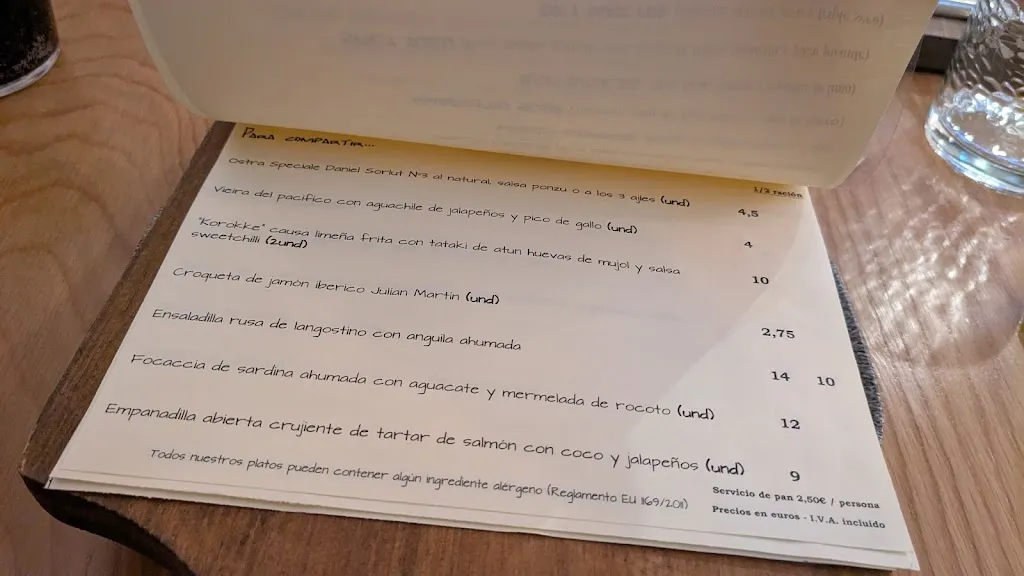 Para compartir...
1/2 ración
Ostra Speciale Daniel Sorlut Nº3 al natural, salsa ponzu o a los 3 ajies (und) 4,5
Vieira del pacifico con aguachile de jalapeños y pico de gallo (und) 4
"Korokke" causa limeña frita con tataki de atun huevas de mujol y salsa
sweetchilli (2und) 10
Croqueta de jamón iberico Julian Martin (und) 2,75
Ensaladilla rusa de langostino con anguila ahumada 14 10
Focaccia de sardina ahumada con aguacate y mermelada de rocoto (und) 12
Empanadilla abierta crujiente de tartar de salmón con coco y jalapeños (und) 9
Todos nuestros platos pueden contener algún ingrediente alérgeno (Reglamento EU 1169/2011)
Servicio de pan 2,50€ / persona
Precios en euros - I.V.A. incluido